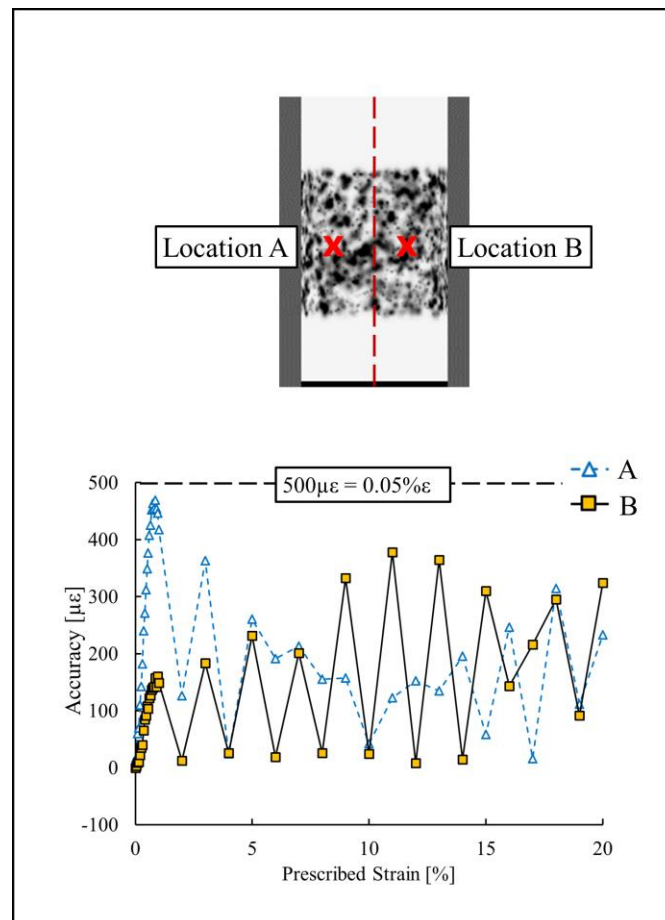 Location A
X
X
Location B
500µε = 0.05%ε
A
B
Accuracy [µε]
500
400
300
200
100
0
-100
0
5
10
15
20
Prescribed Strain [%]